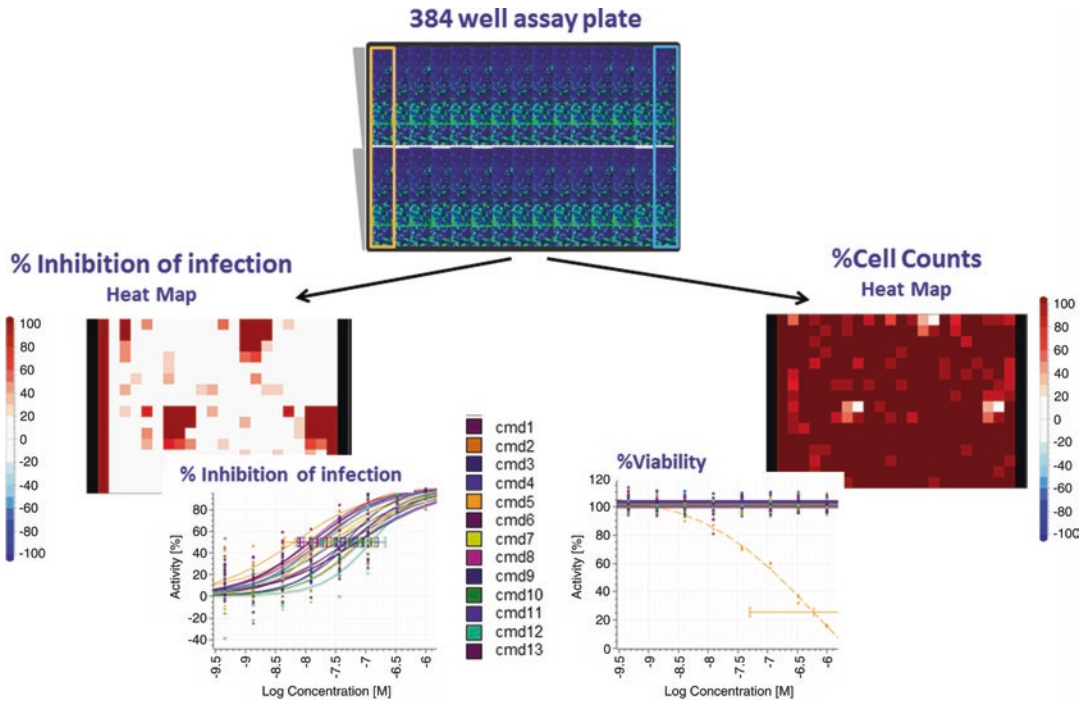 384 well assay plate
% Inhibition of infection
Heat Map
%Cell Counts
Heat Map
100
80
60
40
20
0
-20
-40
-60
-80
-100
100
80
60
40
20
0
-20
-40
-60
-80
-100
% Inhibition of infection
Activity [%]
80
60
40
20
0
-20
-40
-9.5
-9
-8.5
-8
-7.5
-7
-6.5
-6
Log Concentration [M]
cmd1
cmd2
cmd3
cmd4
cmd5
cmd6
cmd7
cmd8
cmd9
cmd10
cmd11
cmd12
cmd13
%Viability
Activity [%]
120
100
80
60
40
20
0
-9.5
-9
-8.5
-8
-7.5
-7
-6.5
-6
Log Concentration [M]